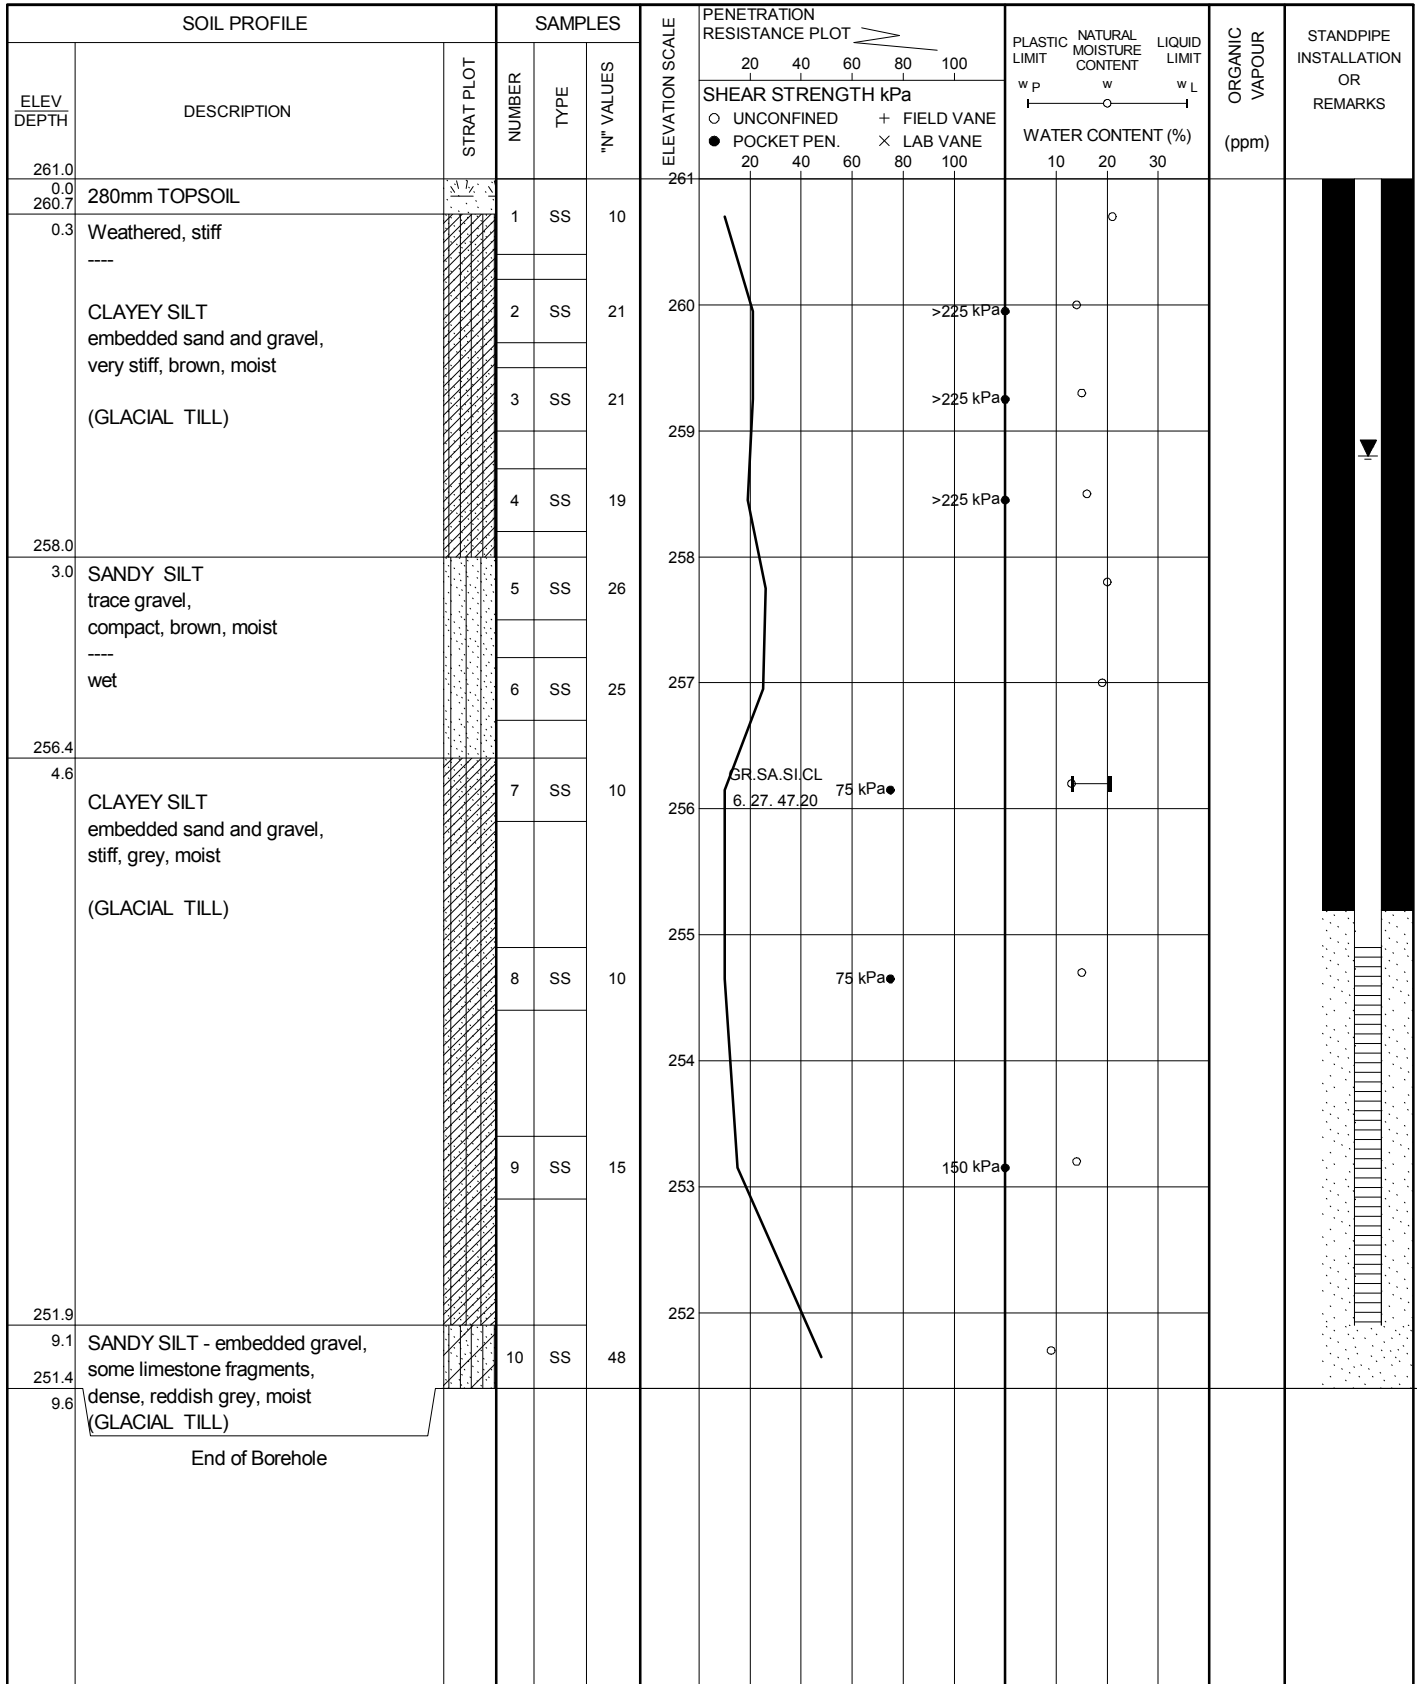 SOIL PROFILE
SAMPLES
ELEV
DEPTH
DESCRIPTION
STRAT PLOT
NUMBER
TYPE
"N" VALUES
ELEVATION SCALE
PENETRATION
RESISTANCE PLOT
20 40 60 80 100
SHEAR STRENGTH kPa
UNCONFINED + FIELD VANE
POCKET PEN. × LAB VANE
20 40 60 80 100
PLASTIC
LIMIT
NATURAL
MOISTURE
CONTENT
LIQUID
LIMIT
w P w w L
WATER CONTENT (%)
10 20 30
ORGANIC
VAPOUR
(ppm)
STANDPIPE
INSTALLATION
OR
REMARKS
261.0
261
0.0
280mm TOPSOIL
260.7
1 SS 10
0.3
Weathered, stiff
----
260
CLAYEY SILT
embedded sand and gravel,
very stiff, brown, moist
(GLACIAL TILL)
2 SS 21
>225 kPa
3 SS 21
>225 kPa
259
4 SS 19
>225 kPa
258.0
258
3.0
SANDY SILT
trace gravel,
compact, brown, moist
----
wet
5 SS 26
257
6 SS 25
256.4
4.6
CLAYEY SILT
embedded sand and gravel,
stiff, grey, moist
(GLACIAL TILL)
7 SS 10
GR.SA.SI.CL
6. 27. 47.20
75 kPa
256
255
8 SS 10
75 kPa
254
9 SS 15
150 kPa
253
252
251.9
9.1
SANDY SILT - embedded gravel,
some limestone fragments,
dense, reddish grey, moist
(GLACIAL TILL)
10 SS 48
251.4
9.6
End of Borehole